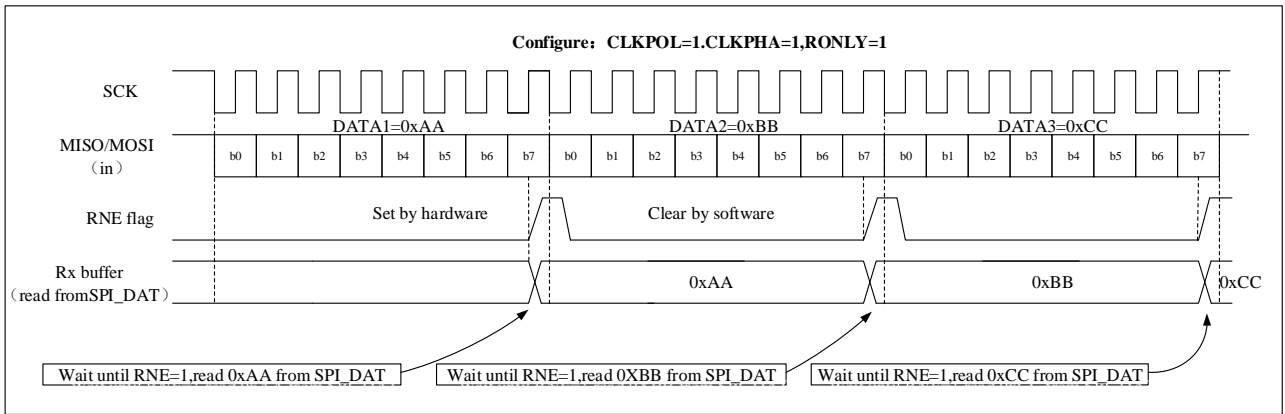 Configure：CLKPOL=1.CLKPHA=1,RONLY=1
SCK
DATA1=0xAA DATA2=0xBB DATA3=0xCC
MISO/MOSI
（in）
b0 b1 b2 b3 b4 b5 b6 b7 b0 b1 b2 b3 b4 b5 b6 b7 b0 b1 b2 b3 b4 b5 b6 b7
RNE flag
Set by hardware Clear by software
Rx buffer
（read fromSPI_DAT）
0xAA 0xBB 0xCC
Wait until RNE=1,read 0xAA from SPI_DAT
Wait until RNE=1,read 0XBB from SPI_DAT
Wait until RNE=1,read 0xCC from SPI_DAT